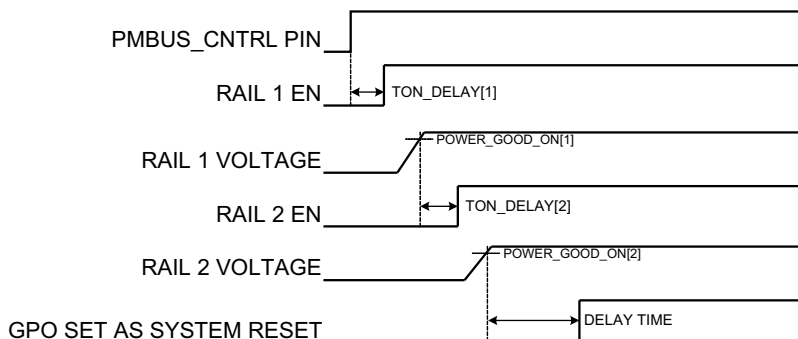 PMBUS_CNTRL PIN
RAIL 1 EN
TON_DELAY[1]
POWER_GOOD_ON[1]
RAIL 1 VOLTAGE
RAIL 2 EN
TON_DELAY[2]
POWER_GOOD_ON[2]
RAIL 2 VOLTAGE
DELAY TIME
GPO SET AS SYSTEM RESET